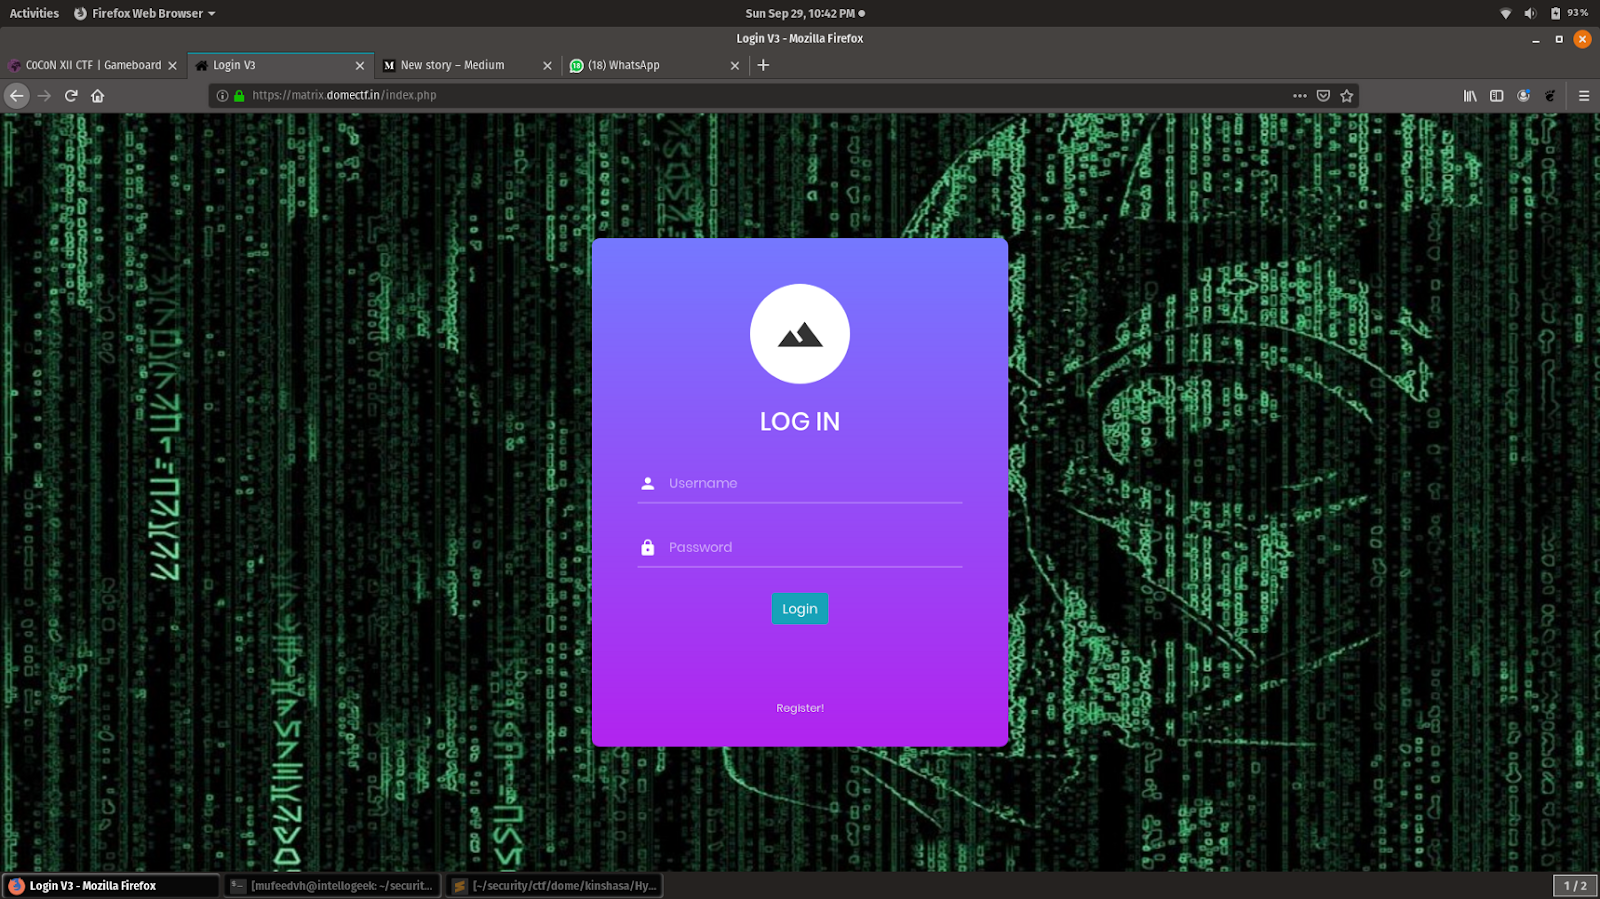 Activities
Firefox Web Browser
Sun Sep 29, 10:42 PM
93%
Login V3 - Mozilla Firefox
C0C0N XII CTF | Gameboard
Login V3
M
New story – Medium
18
(18) WhatsApp
https://matrix.domectf.in/index.php
LOG IN
Username
Password
Login
Register!
Login V3 - Mozilla Firefox
[mufeedvh@intellogeek: ~/securit...
[~/security/ctf/dome/kinshasa/Hy...
1 / 2